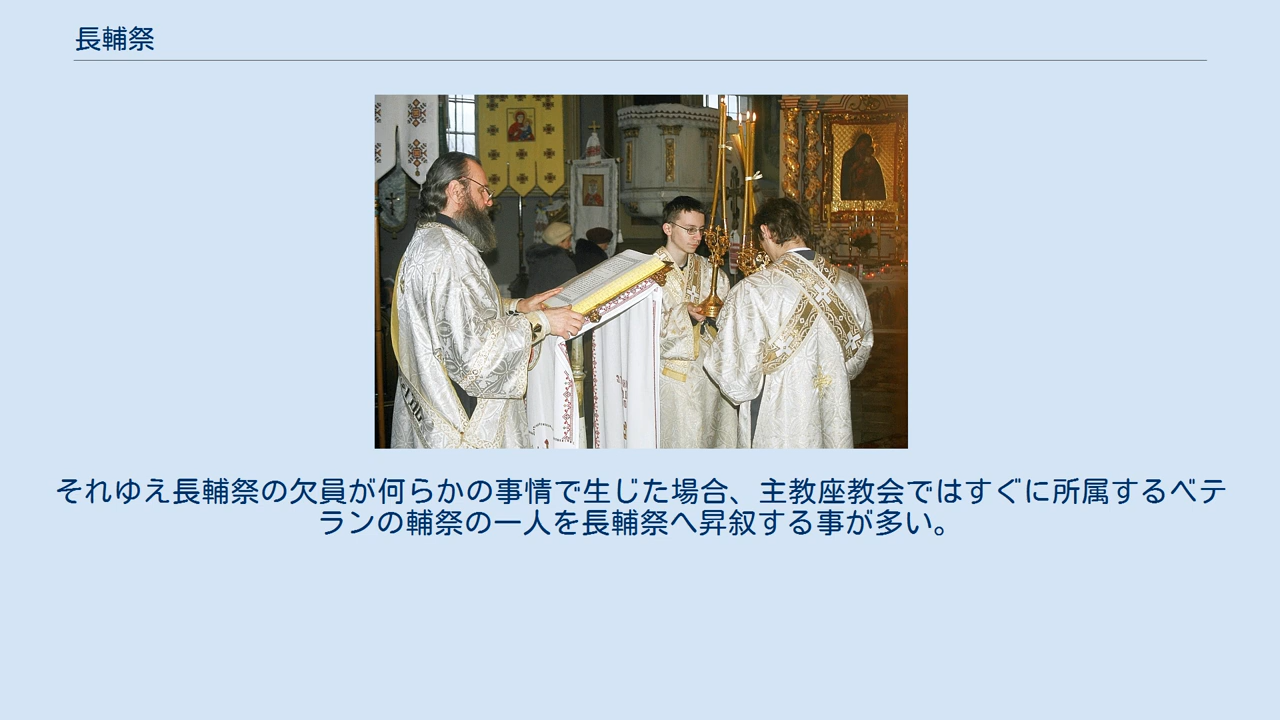 長輔祭
それゆえ長輔祭の欠員が何らかの事情で生じた場合、主教座教会ではすぐに所属するベテ
ランの輔祭の一人を長輔祭へ昇叙する事が多い。